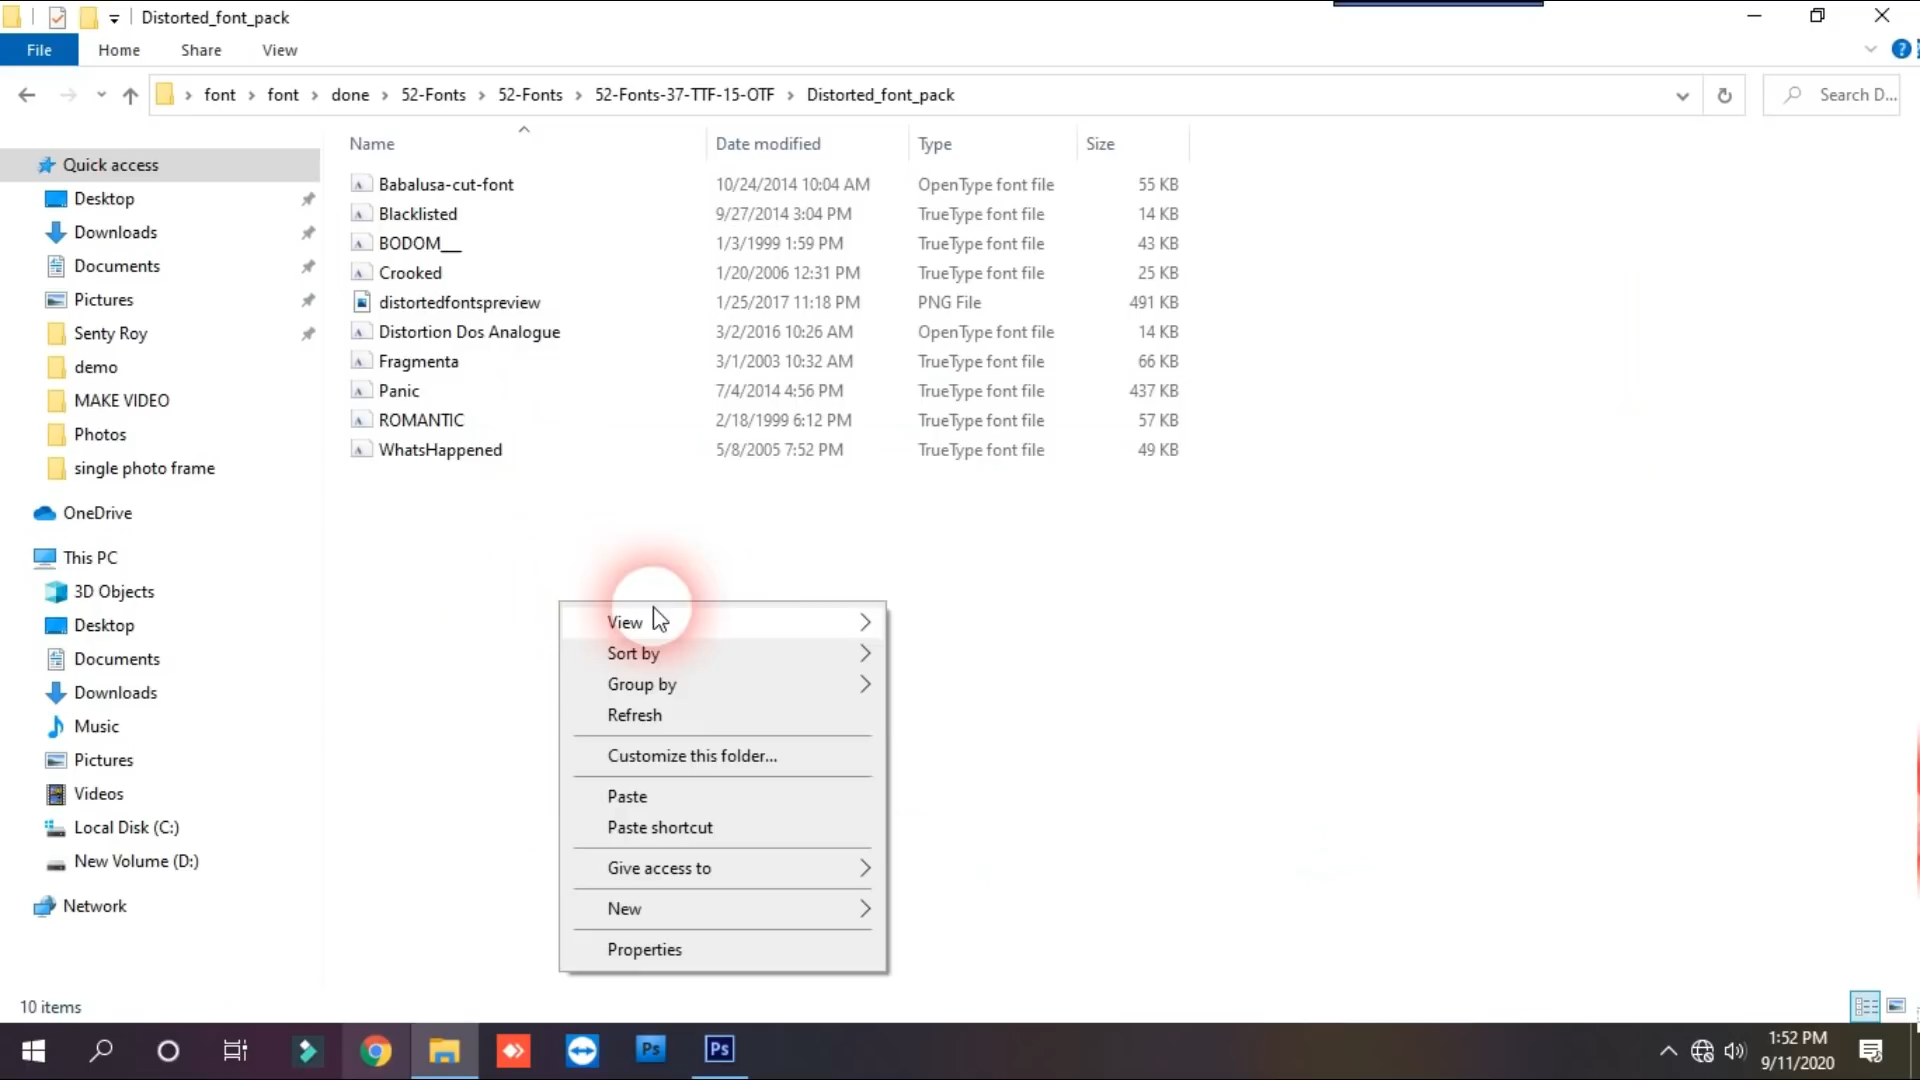 Distorted_font_pack
File Home Share View
font font done 52-Fonts 52-Fonts 52-Fonts-37-TTF-15-OTF Distorted_font_pack
Search D...
Name Date modified Type Size
Quick access
Desktop
Downloads
Documents
Pictures
Senty Roy
demo
MAKE VIDEO
Photos
single photo frame
OneDrive
This PC
3D Objects
Desktop
Documents
Downloads
Music
Pictures
Videos
Local Disk (C:)
New Volume (D:)
Network
Babalusa-cut-font 10/24/2014 10:04 AM OpenType font file 55 KB
Blacklisted 9/27/2014 3:04 PM TrueType font file 14 KB
BODOM__ 1/3/1999 1:59 PM TrueType font file 43 KB
Crooked 1/20/2006 12:31 PM TrueType font file 25 KB
distortedfontspreview 1/25/2017 11:18 PM PNG File 491 KB
Distortion Dos Analogue 3/2/2016 10:26 AM OpenType font file 14 KB
Fragmenta 3/1/2003 10:32 AM TrueType font file 66 KB
Panic 7/4/2014 4:56 PM TrueType font file 437 KB
ROMANTIC 2/18/1999 6:12 PM TrueType font file 57 KB
WhatsHappened 5/8/2005 7:52 PM TrueType font file 49 KB
View
Sort by
Group by
Refresh
Customize this folder...
Paste
Paste shortcut
Give access to
New
Properties
10 items
Ps
Ps
1:52 PM
9/11/2020